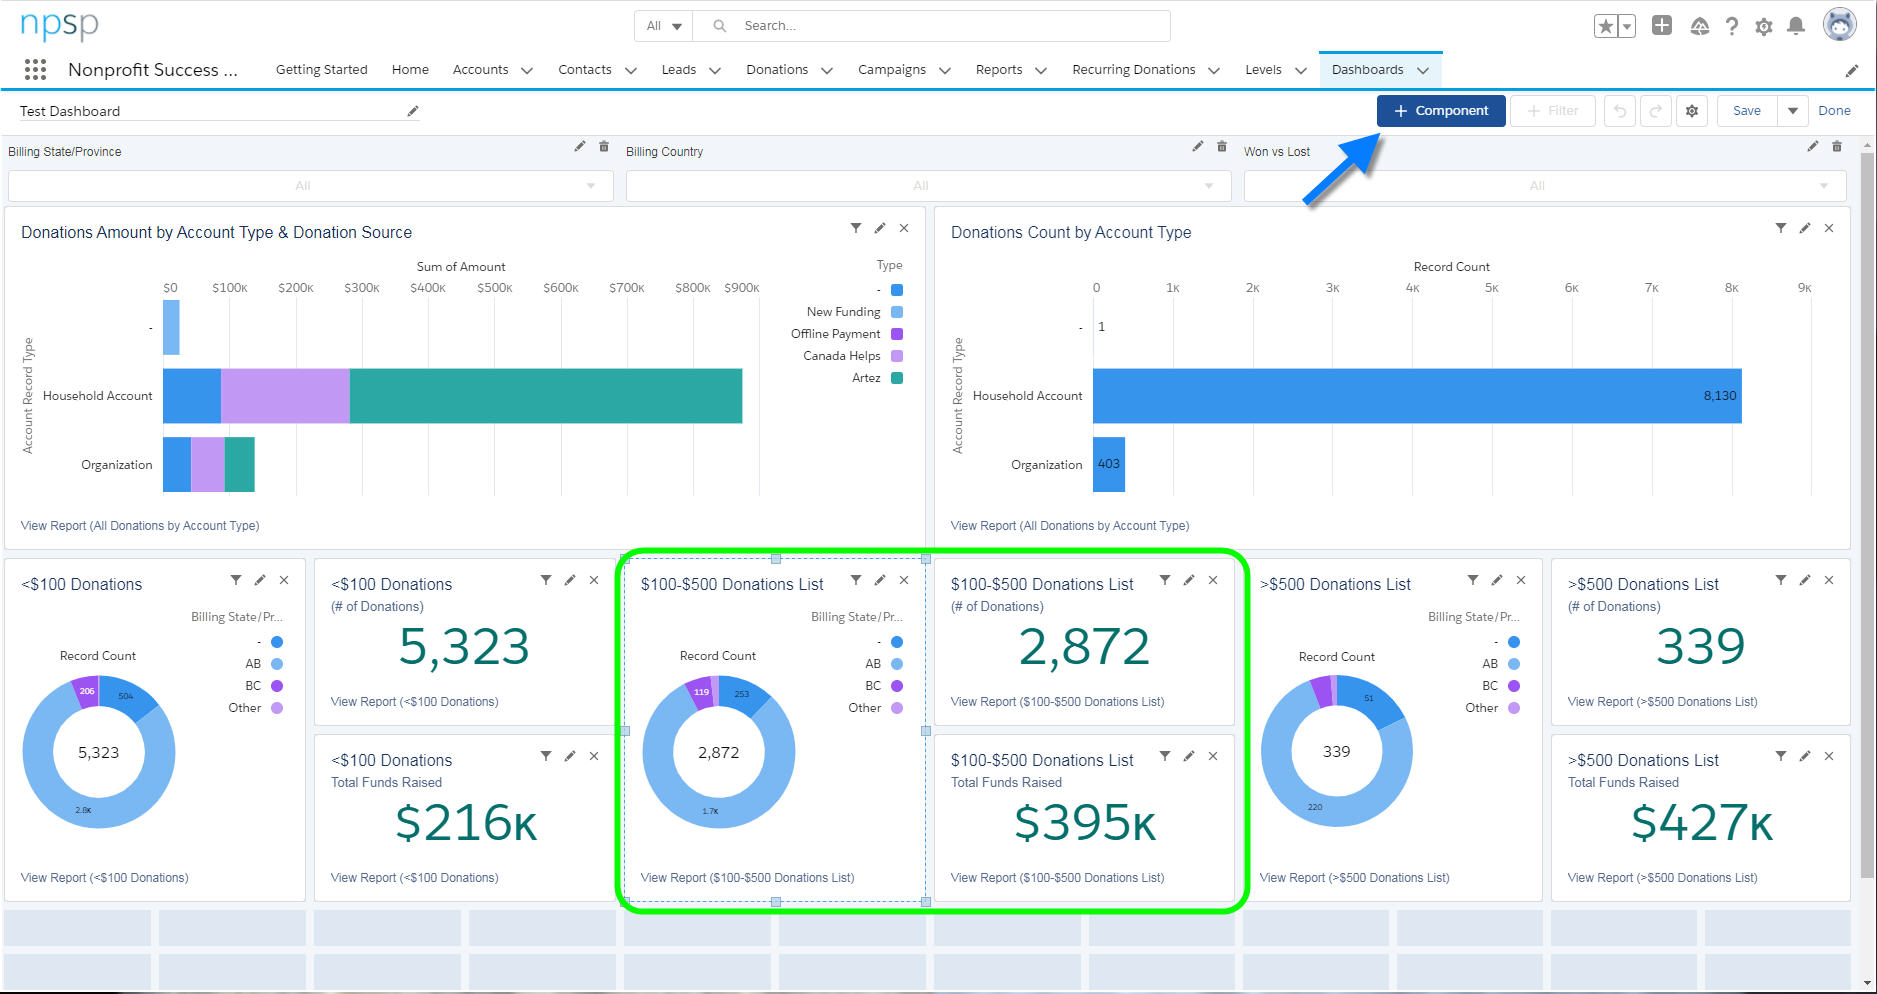 npsp
All
Search...
Nonprofit Success ...
Getting Started
Home
Accounts
Contacts
Leads
Donations
Campaigns
Reports
Recurring Donations
Levels
Dashboards
Test Dashboard
+ Component
+ Filter
Save
Done
Billing State/Province
Billing Country
Won vs Lost
All
All
All
Donations Amount by Account Type & Donation Source
Sum of Amount
$0
$100K
$200K
$300K
$400K
$500K
$600K
$700K
$800K
$900K
Type
-
New Funding
Offline Payment
Canada Helps
Artez
Account Record Type
-
Household Account
Organization
View Report (All Donations by Account Type)
Donations Count by Account Type
Record Count
0
1K
2K
3K
4K
5K
6K
7K
8K
9K
Account Record Type
-
1
Household Account
8,130
Organization
403
View Report (All Donations by Account Type)
<$100 Donations
Billing State/Pr...
-
AB
BC
Other
Record Count
206
504
5,323
2.8K
View Report (<$100 Donations)
<$100 Donations
(# of Donations)
5,323
View Report (<$100 Donations)
<$100 Donations
Total Funds Raised
$216K
View Report (<$100 Donations)
$100-$500 Donations List
Billing State/Pr...
-
AB
BC
Other
Record Count
119
253
2,872
1.7K
View Report ($100-$500 Donations List)
$100-$500 Donations List
(# of Donations)
2,872
View Report ($100-$500 Donations List)
$100-$500 Donations List
Total Funds Raised
$395K
View Report ($100-$500 Donations List)
>$500 Donations List
Billing State/Pr...
-
AB
BC
Other
Record Count
51
339
220
View Report (>$500 Donations List)
>$500 Donations List
(# of Donations)
339
View Report (>$500 Donations List)
>$500 Donations List
Total Funds Raised
$427K
View Report (>$500 Donations List)